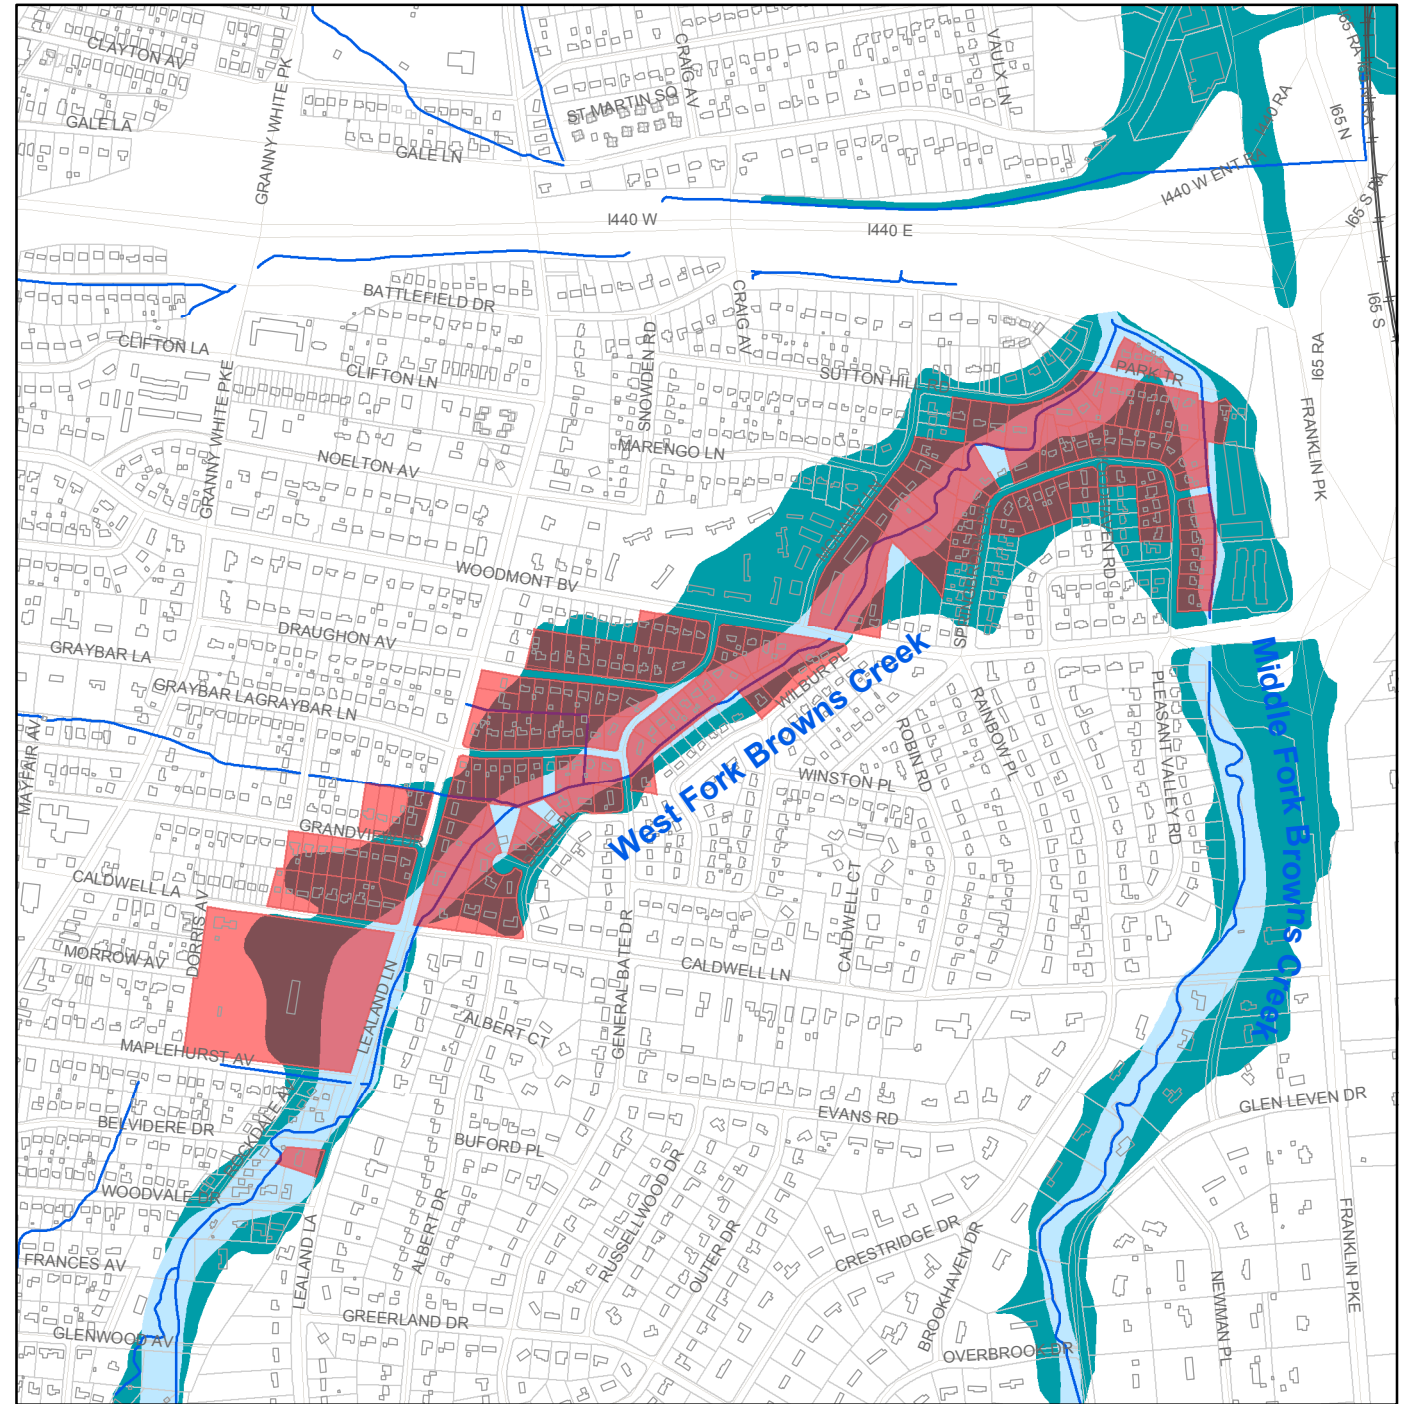 CLAYTON AV
CRAIG AV
VAULX LN
GRANNY WHITE PK
ST MARTIN SQ
I440 RA
I65 N
GALE LA
GALE LN
I440 W
I440 E
I65 S
BATTLEFIELD DR
CRAIG AV
I65 S
CLIFTON LA
CLIFTON LN
SNOWDEN RD
SUTTON HILL
PARK TR
I65 RA
GRANNY WHITE PKE
NOELTON AV
MARENGO LN
FRANKLIN PK
WOODMONT BV
DRAUGHON AV
GRAYBAR LA
GRAYBAR LAGRAYBAR LN
WILBUR PL
West Fork Browns Creek
Middle Fork Browns Creek
RAINBOW PL
ROBIN RD
PLEASANT VALLEY RD
MAYFAIR AV
WINSTON PL
CALDWELL LA
CALDWELL CT
DORRIS AV
MORROW AV
CALDWELL LN
GENERAL BATE DR
LEALAND LN
ALBERT CT
MAPLEHURST AV
EVANS RD
GLEN LEVEN DR
BELVIDERE DR
BUFORD PL
RUSSELLWOOD DR
WOODVALE DR
ALBERT DR
OUTER DR
CRESTRIDGE DR
BROOKHAVEN DR
FRANKLIN PKE
FRANCES AV
LEALAND LA
NEWMAN PL
GREERLAND DR
GLENWOOD AV
OVERBROOK DR